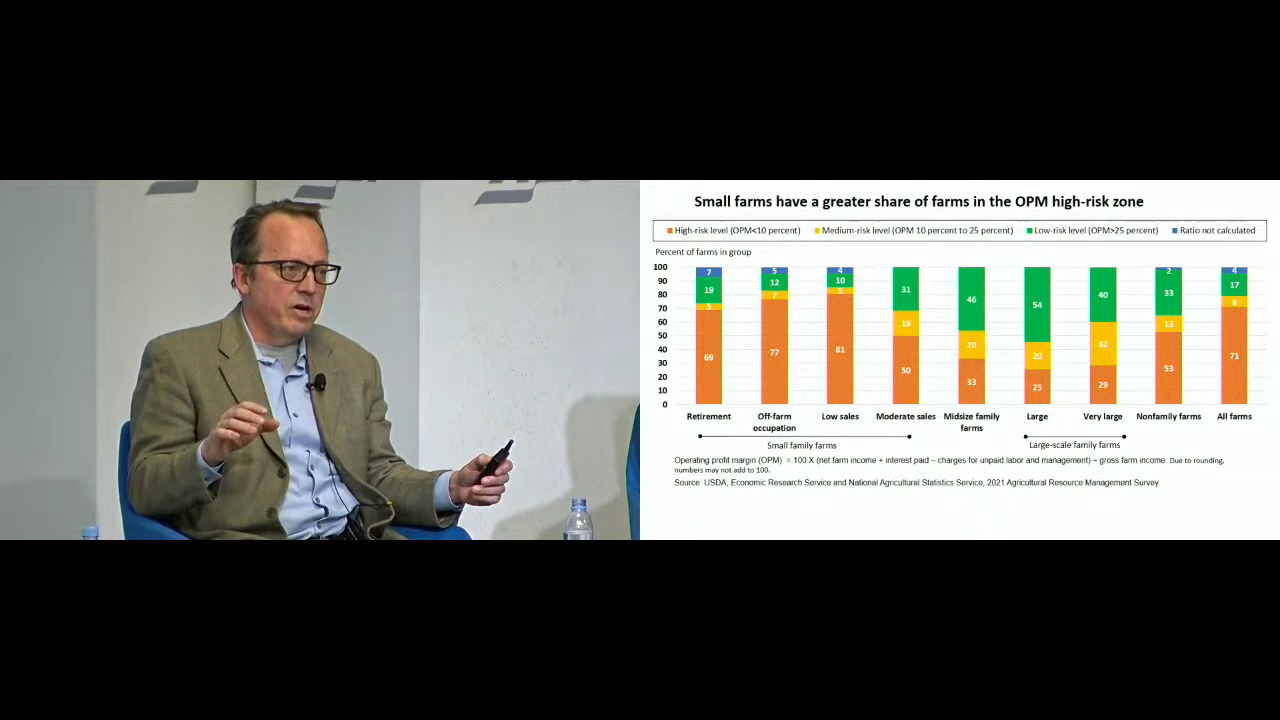 Small farms have a greater share of farms in the OPM high-risk zone
High-risk level (OPM<10 percent) Medium-risk level (OPM 10 percent to 25 percent) Low-risk level (OPM>25 percent) Ratio not calculated
Percent of farms in group
100
90
80
70
60
50
40
30
20
10
0
7 5 4 2 4
19 12 10 31 46 54 40 33 17
5 7 5 18 20 20 32 13 8
69 77 81 50 33 25 29 53 71
Retirement Off-farm occupation Low sales Moderate sales Midsize family farms Large Very large Nonfamily farms All farms
Small family farms Large-scale family farms
Operating profit margin (OPM) = 100 X (net farm income + interest paid – charges for unpaid labor and management) ÷ gross farm income. Due to rounding,
numbers may not add to 100.
Source: USDA, Economic Research Service and National Agricultural Statistics Service, 2021 Agricultural Resource Management Survey